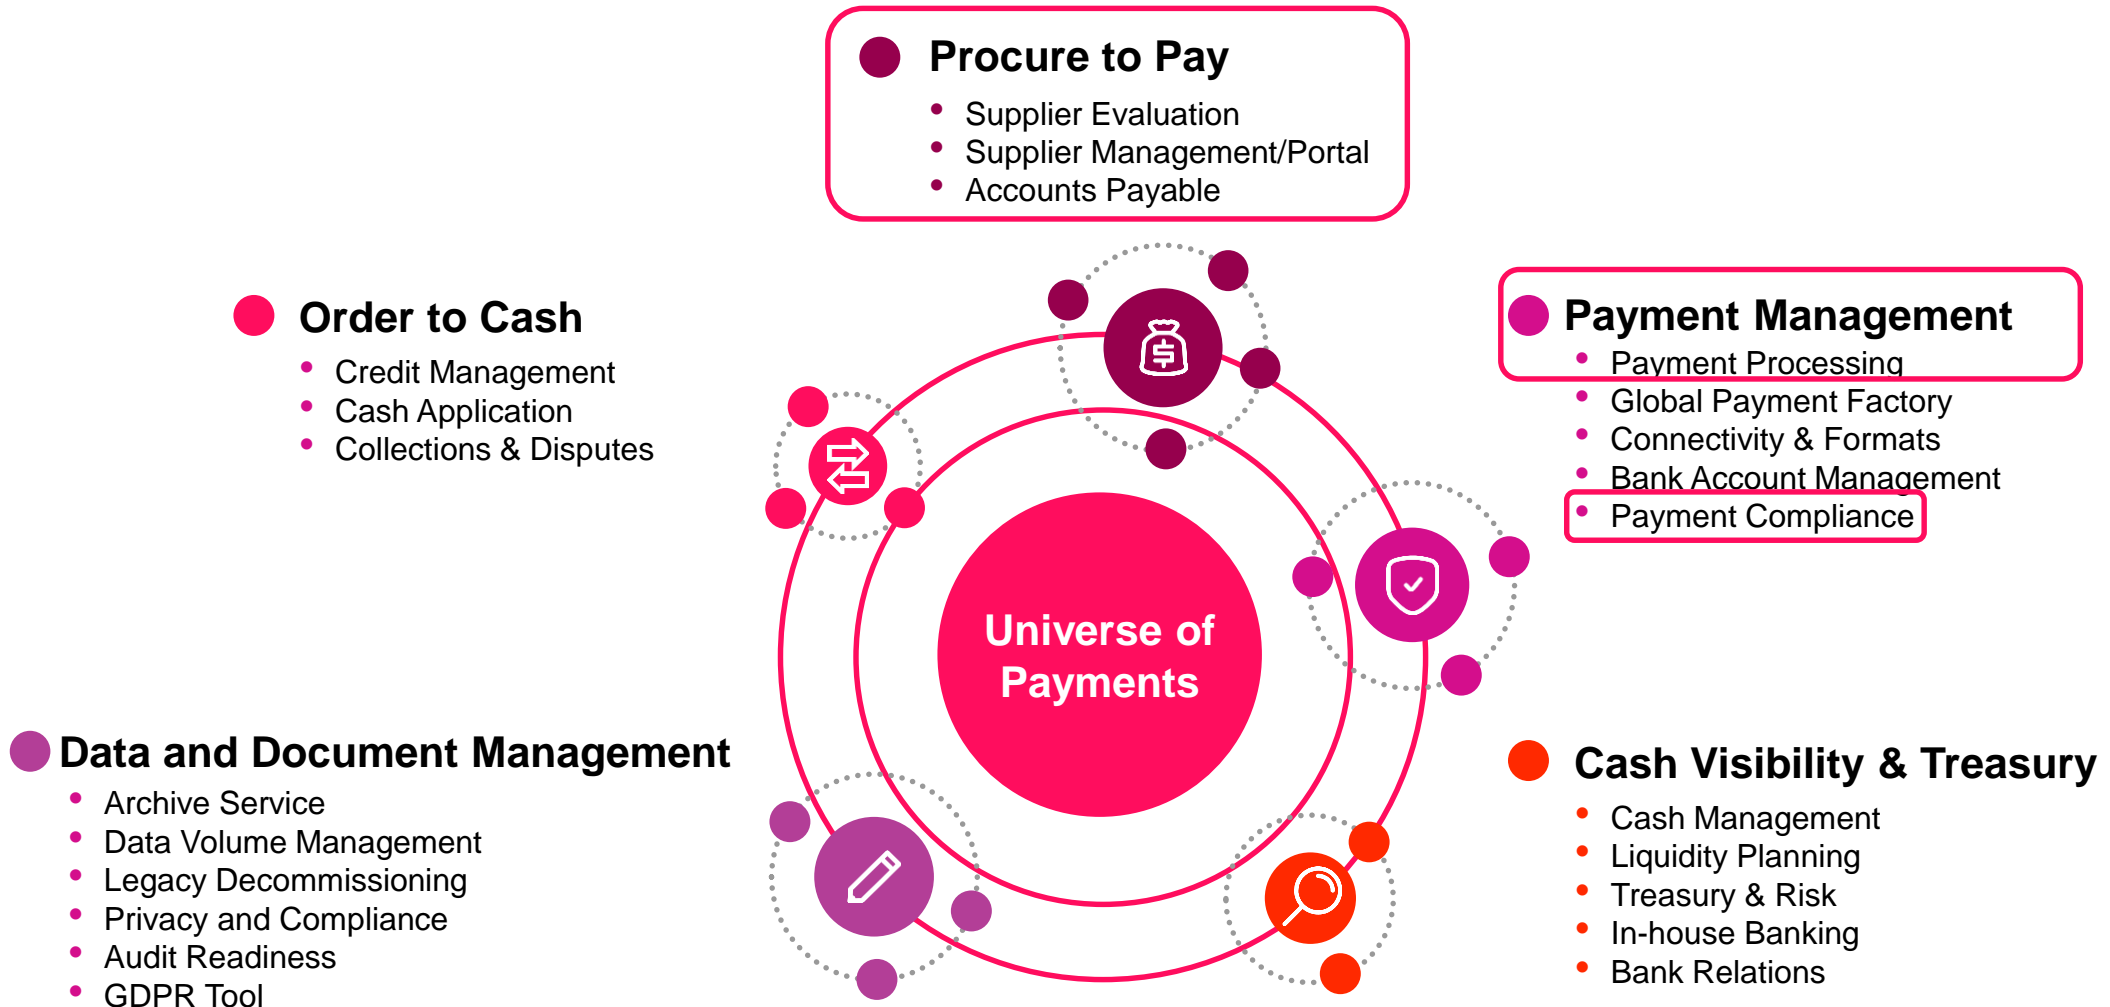 Procure to Pay
Supplier Evaluation
Supplier Management/Portal
Accounts Payable
Order to Cash
Credit Management
Cash Application
Collections & Disputes
Payment Management
Payment Processing
Global Payment Factory
Connectivity & Formats
Bank Account Management
Payment Compliance
Universe of
Payments
Data and Document Management
Archive Service
Data Volume Management
Legacy Decommissioning
Privacy and Compliance
Audit Readiness
GDPR Tool
Cash Visibility & Treasury
Cash Management
Liquidity Planning
Treasury & Risk
In-house Banking
Bank Relations